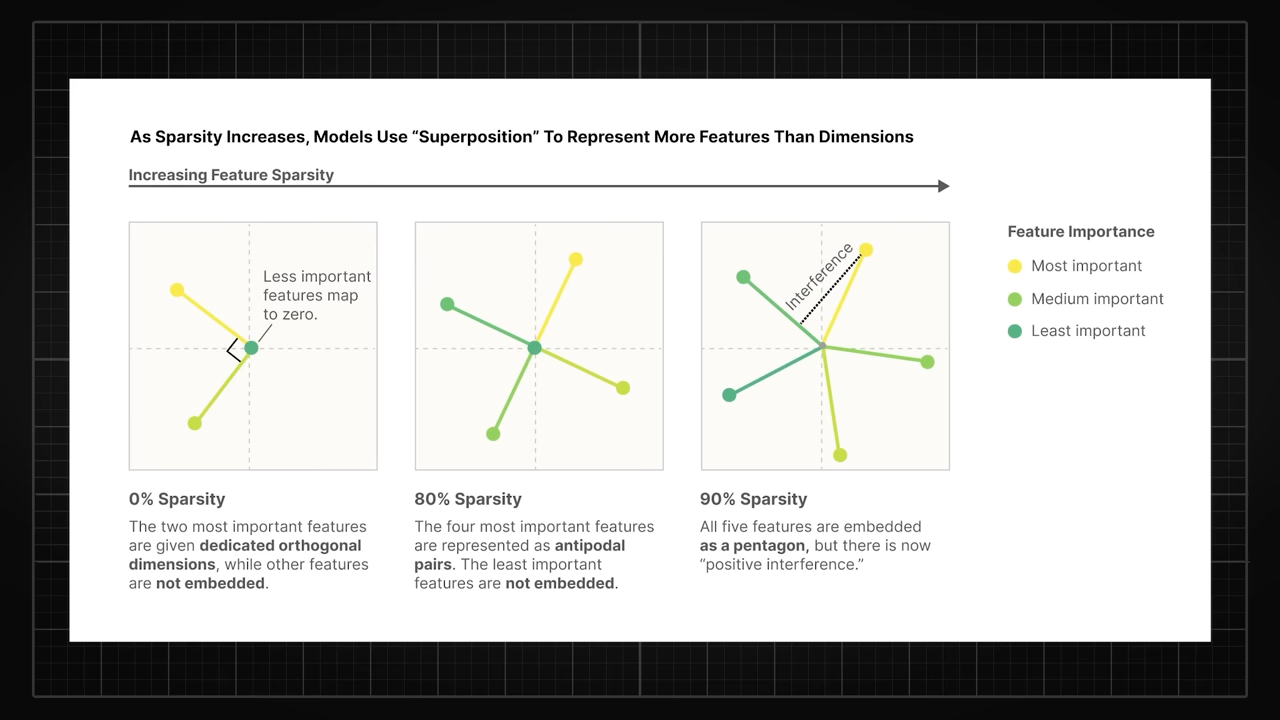 As Sparsity Increases, Models Use “Superposition” To Represent More Features Than Dimensions
Increasing Feature Sparsity
Less important
features map
to zero.
Interference
Feature Importance
Most important
Medium important
Least important
0% Sparsity
The two most important features
are given dedicated orthogonal
dimensions, while other features
are not embedded.
80% Sparsity
The four most important features
are represented as antipodal
pairs. The least important
features are not embedded.
90% Sparsity
All five features are embedded
as a pentagon, but there is now
“positive interference.”